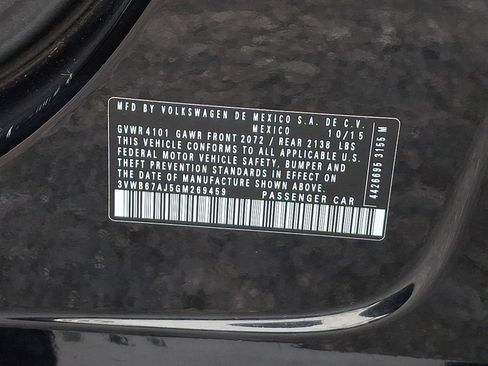 MFD BY VOLKSWAGEN DE MEXICO S.A. DE C.V.
MEXICO 10/15
GVWR 4101 GAWR FRONT 2072 / REAR 2138 LBS
THIS VEHICLE CONFORMS TO ALL APPLICABLE U.S.
FEDERAL MOTOR VEHICLE SAFETY, BUMPER AND
THEFT PREVENTION STANDARDS IN EFFECT ON
THE DATE OF MANUFACTURE SHOWN ABOVE.
3VWB67AJ5GM269459 PASSENGER CAR
4426695 3155 M